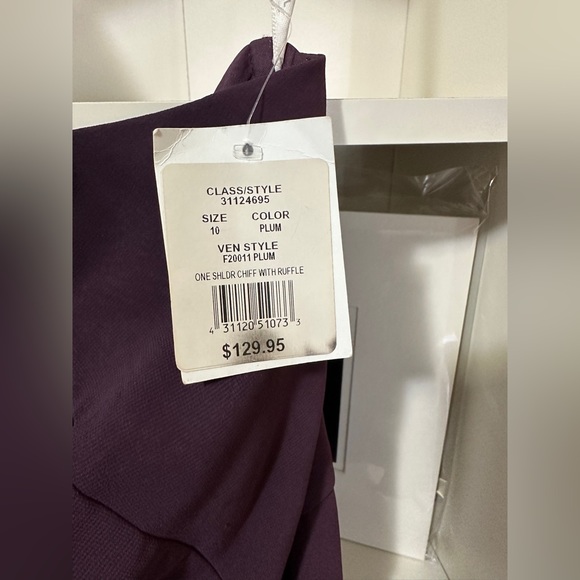 CLASS/STYLE
31124695
SIZE COLOR
10 PLUM
VEN STYLE
F20011 PLUM
ONE SHLDR CHIFF WITH RUFFLE
4 31120 51073 3
$129.95